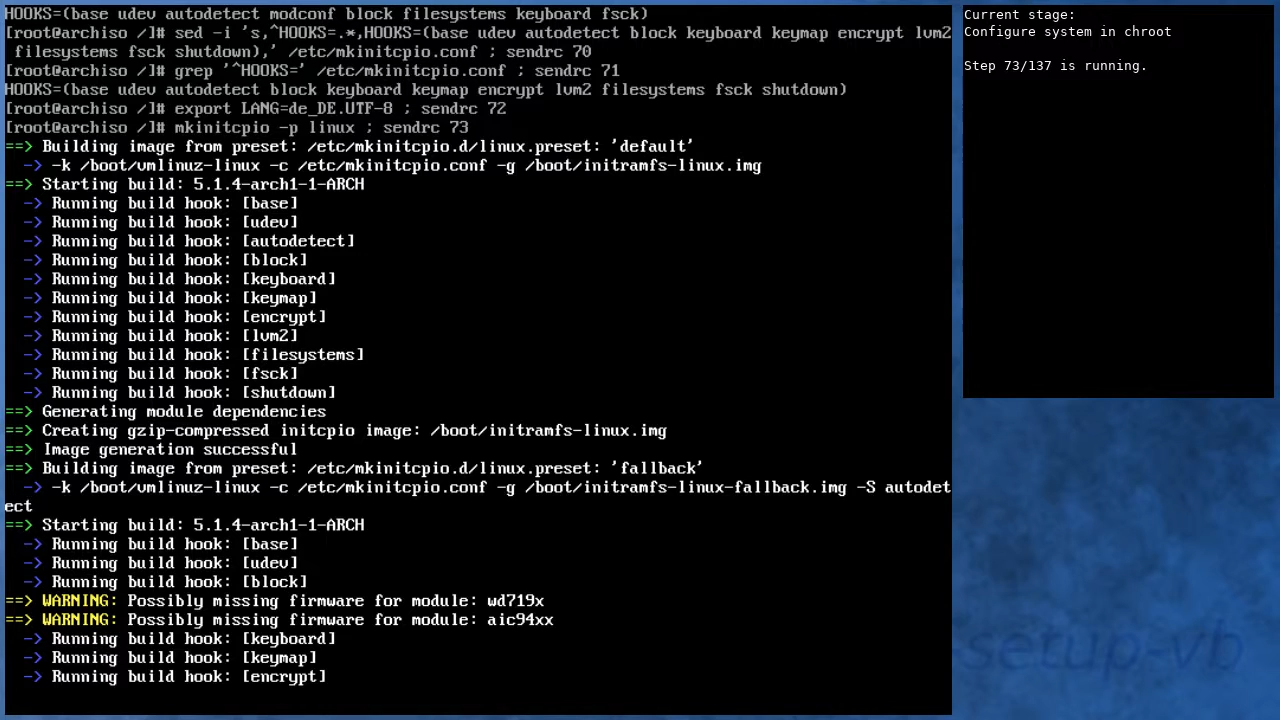 HOOKS=(base udev autodetect modconf block filesystems keyboard fsck)
[root@archiso /]# sed -i 's,^HOOKS=.*,HOOKS=(base udev autodetect block keyboard keymap encrypt lvm2
 filesystems fsck shutdown),' /etc/mkinitcpio.conf ; sendrc 70
[root@archiso /]# grep '^HOOKS=' /etc/mkinitcpio.conf ; sendrc 71
HOOKS=(base udev autodetect block keyboard keymap encrypt lvm2 filesystems fsck shutdown)
[root@archiso /]# export LANG=de_DE.UTF-8 ; sendrc 72
[root@archiso /]# mkinitcpio -p linux ; sendrc 73
==> Building image from preset: /etc/mkinitcpio.d/linux.preset: 'default'
  -> -k /boot/vmlinuz-linux -c /etc/mkinitcpio.conf -g /boot/initramfs-linux.img
==> Starting build: 5.1.4-arch1-1-ARCH
  -> Running build hook: [base]
  -> Running build hook: [udev]
  -> Running build hook: [autodetect]
  -> Running build hook: [block]
  -> Running build hook: [keyboard]
  -> Running build hook: [keymap]
  -> Running build hook: [encrypt]
  -> Running build hook: [lvm2]
  -> Running build hook: [filesystems]
  -> Running build hook: [fsck]
  -> Running build hook: [shutdown]
==> Generating module dependencies
==> Creating gzip-compressed initcpio image: /boot/initramfs-linux.img
==> Image generation successful
==> Building image from preset: /etc/mkinitcpio.d/linux.preset: 'fallback'
  -> -k /boot/vmlinuz-linux -c /etc/mkinitcpio.conf -g /boot/initramfs-linux-fallback.img -S autodet
ect
==> Starting build: 5.1.4-arch1-1-ARCH
  -> Running build hook: [base]
  -> Running build hook: [udev]
  -> Running build hook: [block]
==> WARNING: Possibly missing firmware for module: wd719x
==> WARNING: Possibly missing firmware for module: aic94xx
  -> Running build hook: [keyboard]
  -> Running build hook: [keymap]
  -> Running build hook: [encrypt]
Current stage:
Configure system in chroot
Step 73/137 is running.
setup-vb